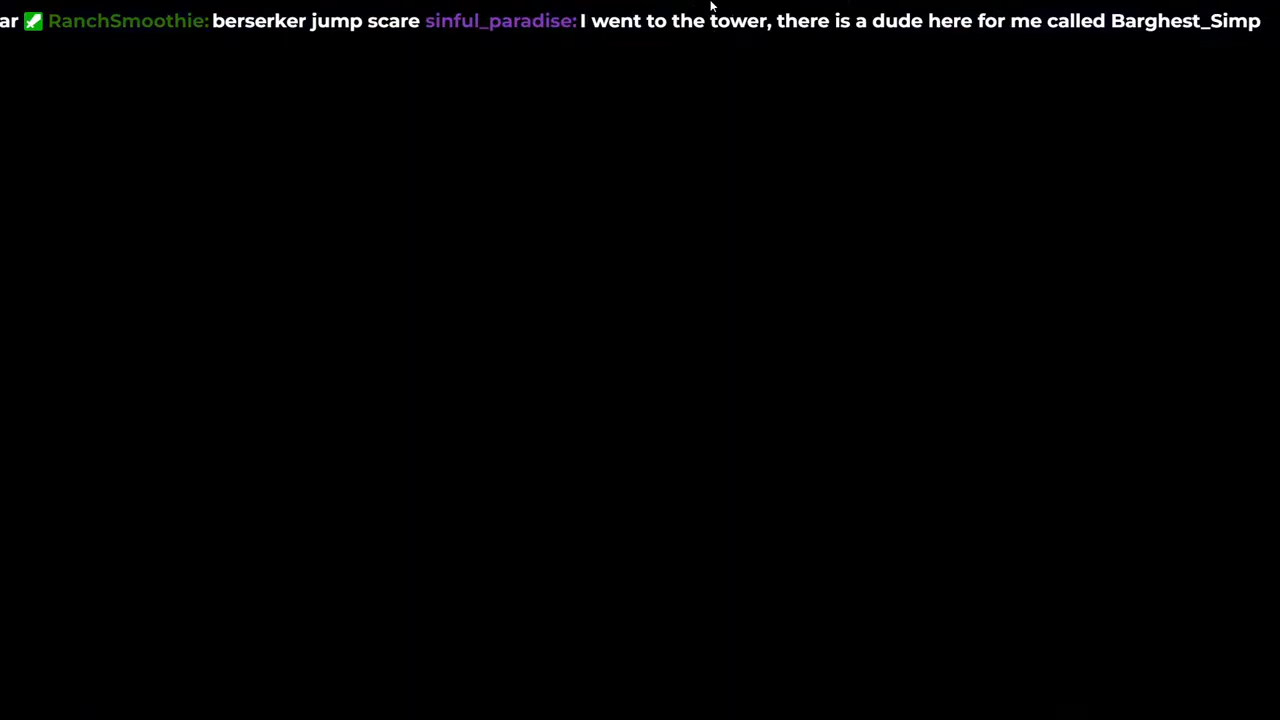 ar RanchSmoothie: berserker jump scare sinful_paradise: I went to the tower, there is a dude here for me called Barghest_Simp